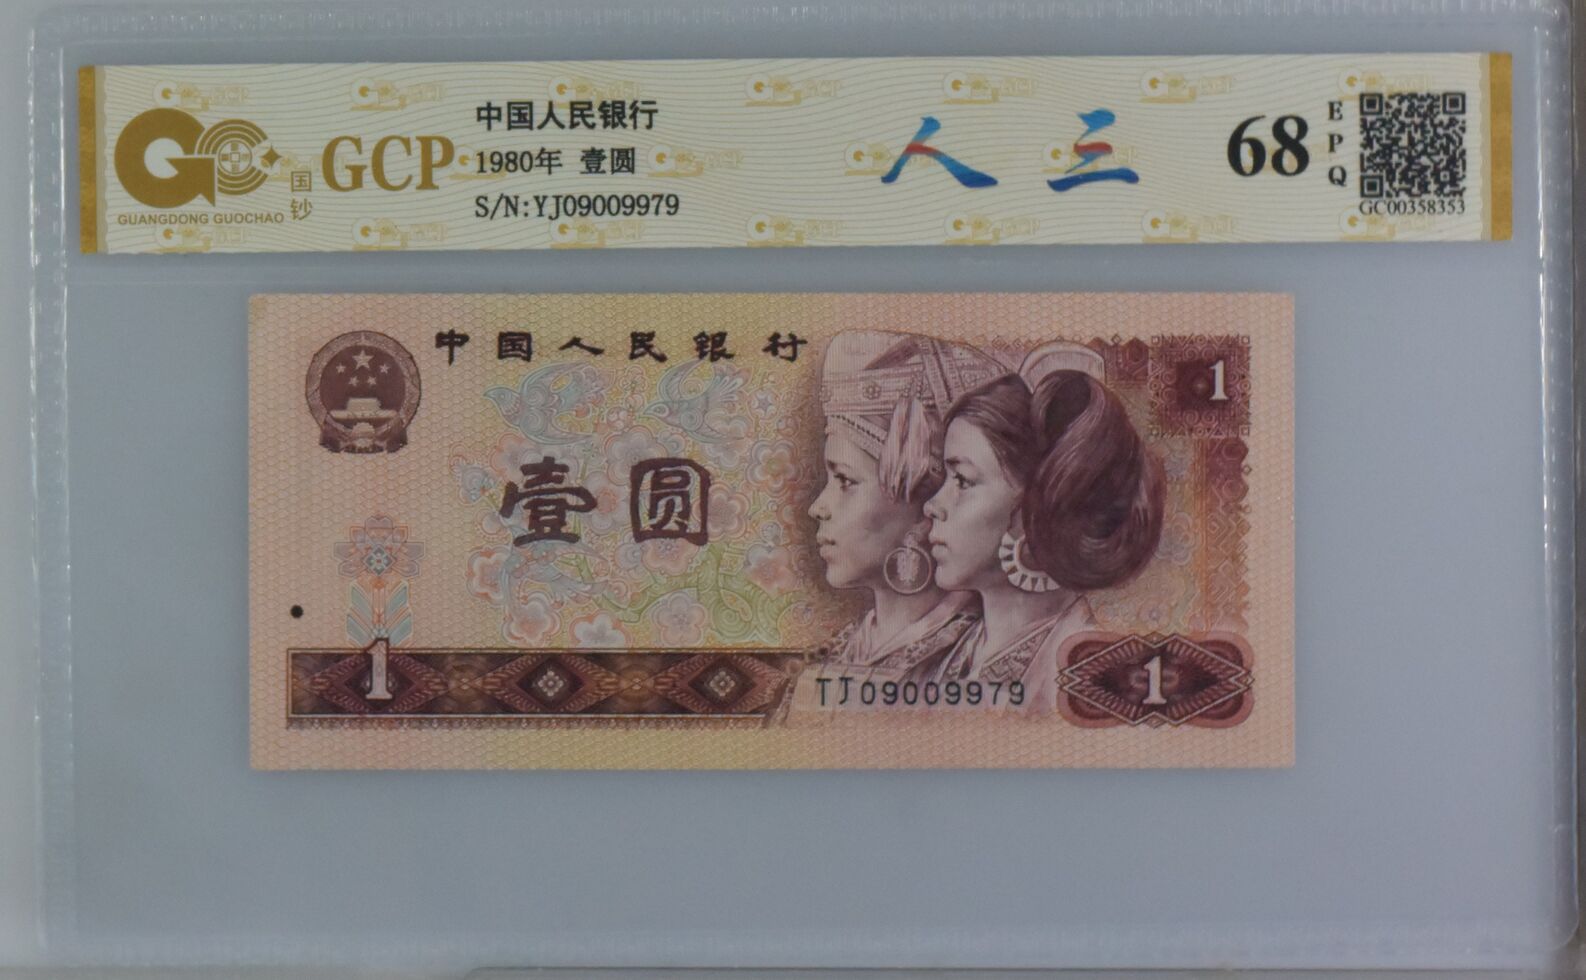 GCP
国钞
GUANGDONG GUOCHAO
中国人民银行
1980年 壹圆
S/N:YJ09009979
人三
68
EPQ
GC00358353
中国人民银行
1
壹圆
1
TJ09009979
1